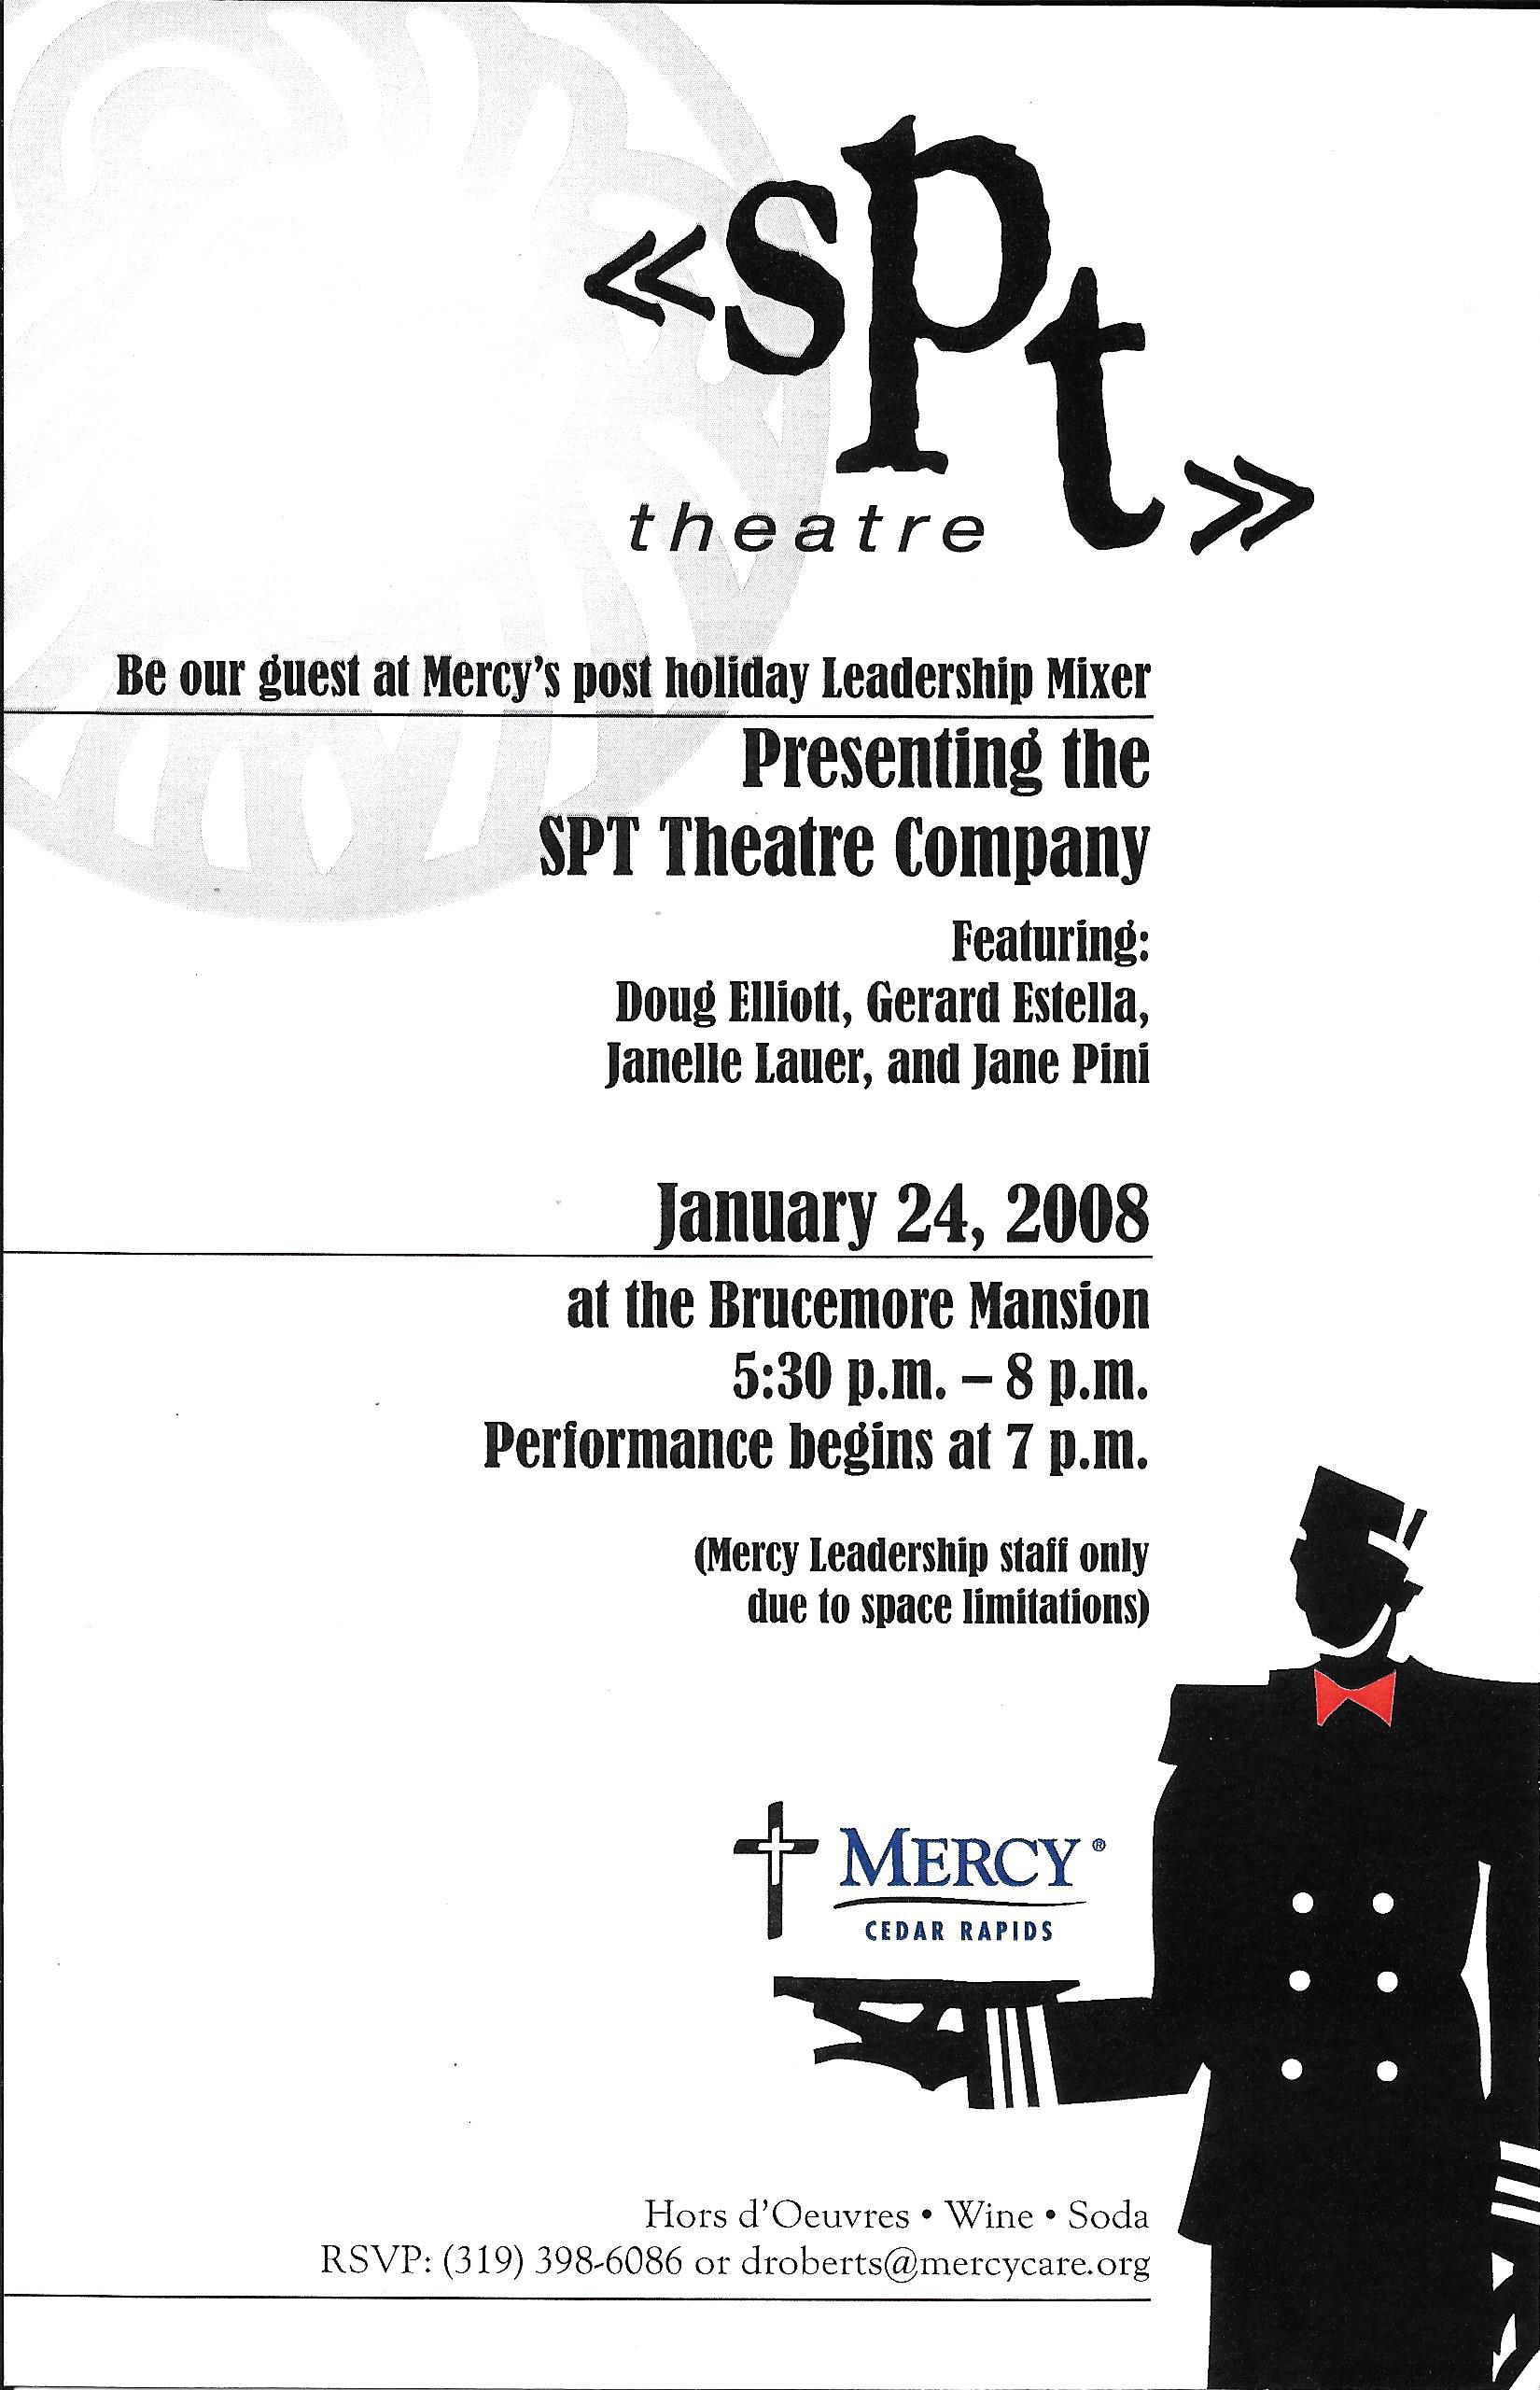 «spt»
theatre
Be our guest at Mercy's post holiday Leadership Mixer
Presenting the
SPT Theatre Company
Featuring:
Doug Elliott, Gerard Estella,
Janelle Lauer, and Jane Pini
January 24, 2008
at the Brucemore Mansion
5:30 p.m. – 8 p.m.
Performance begins at 7 p.m.
(Mercy Leadership staff only
due to space limitations)
MERCY®
CEDAR RAPIDS
Hors d'Oeuvres • Wine • Soda
RSVP: (319) 398-6086 or droberts@mercycare.org